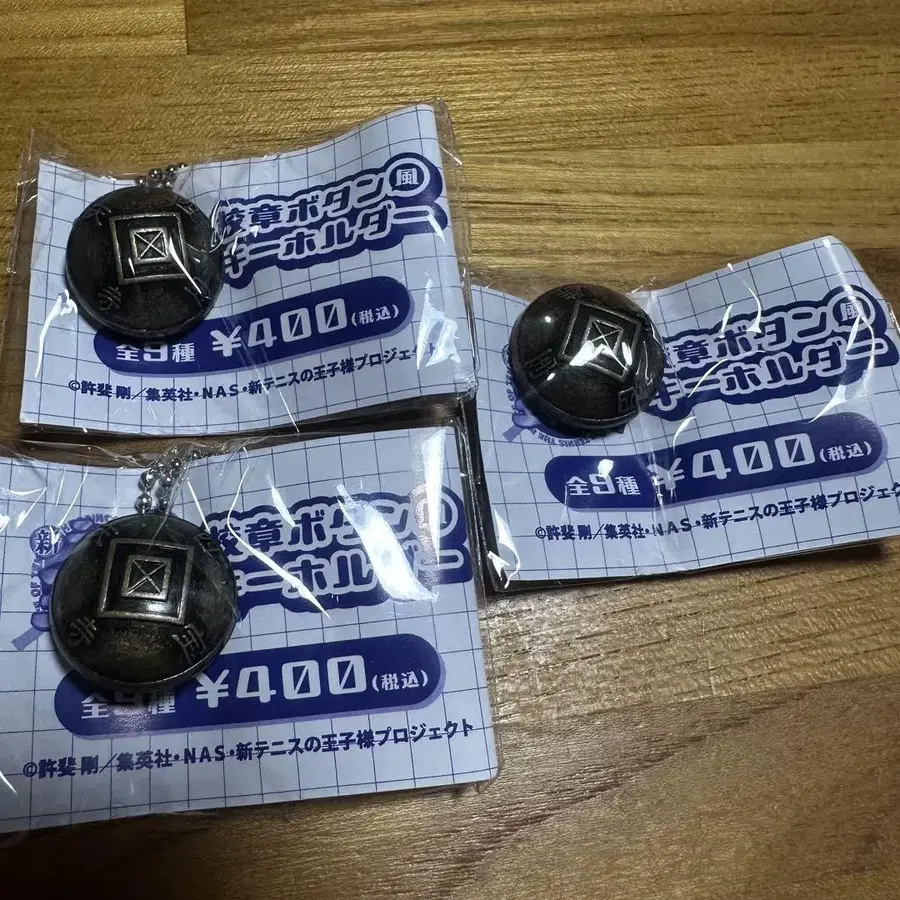 校章ボタン風
キーホルダー
全9種 ¥400(税込)
©許斐 剛/集英社・NAS・新テニスの王子様プロジェクト
章ボタン風
キーホルダー
全9種 ¥400(税込)
©許斐 剛/集英社・NAS・新テニスの王子様プロジェク
新
校章ボタン風
キーホルダー
全9種 ¥400(税込)
©許斐 剛/集英社・NAS・新テニスの王子様プロジェクト